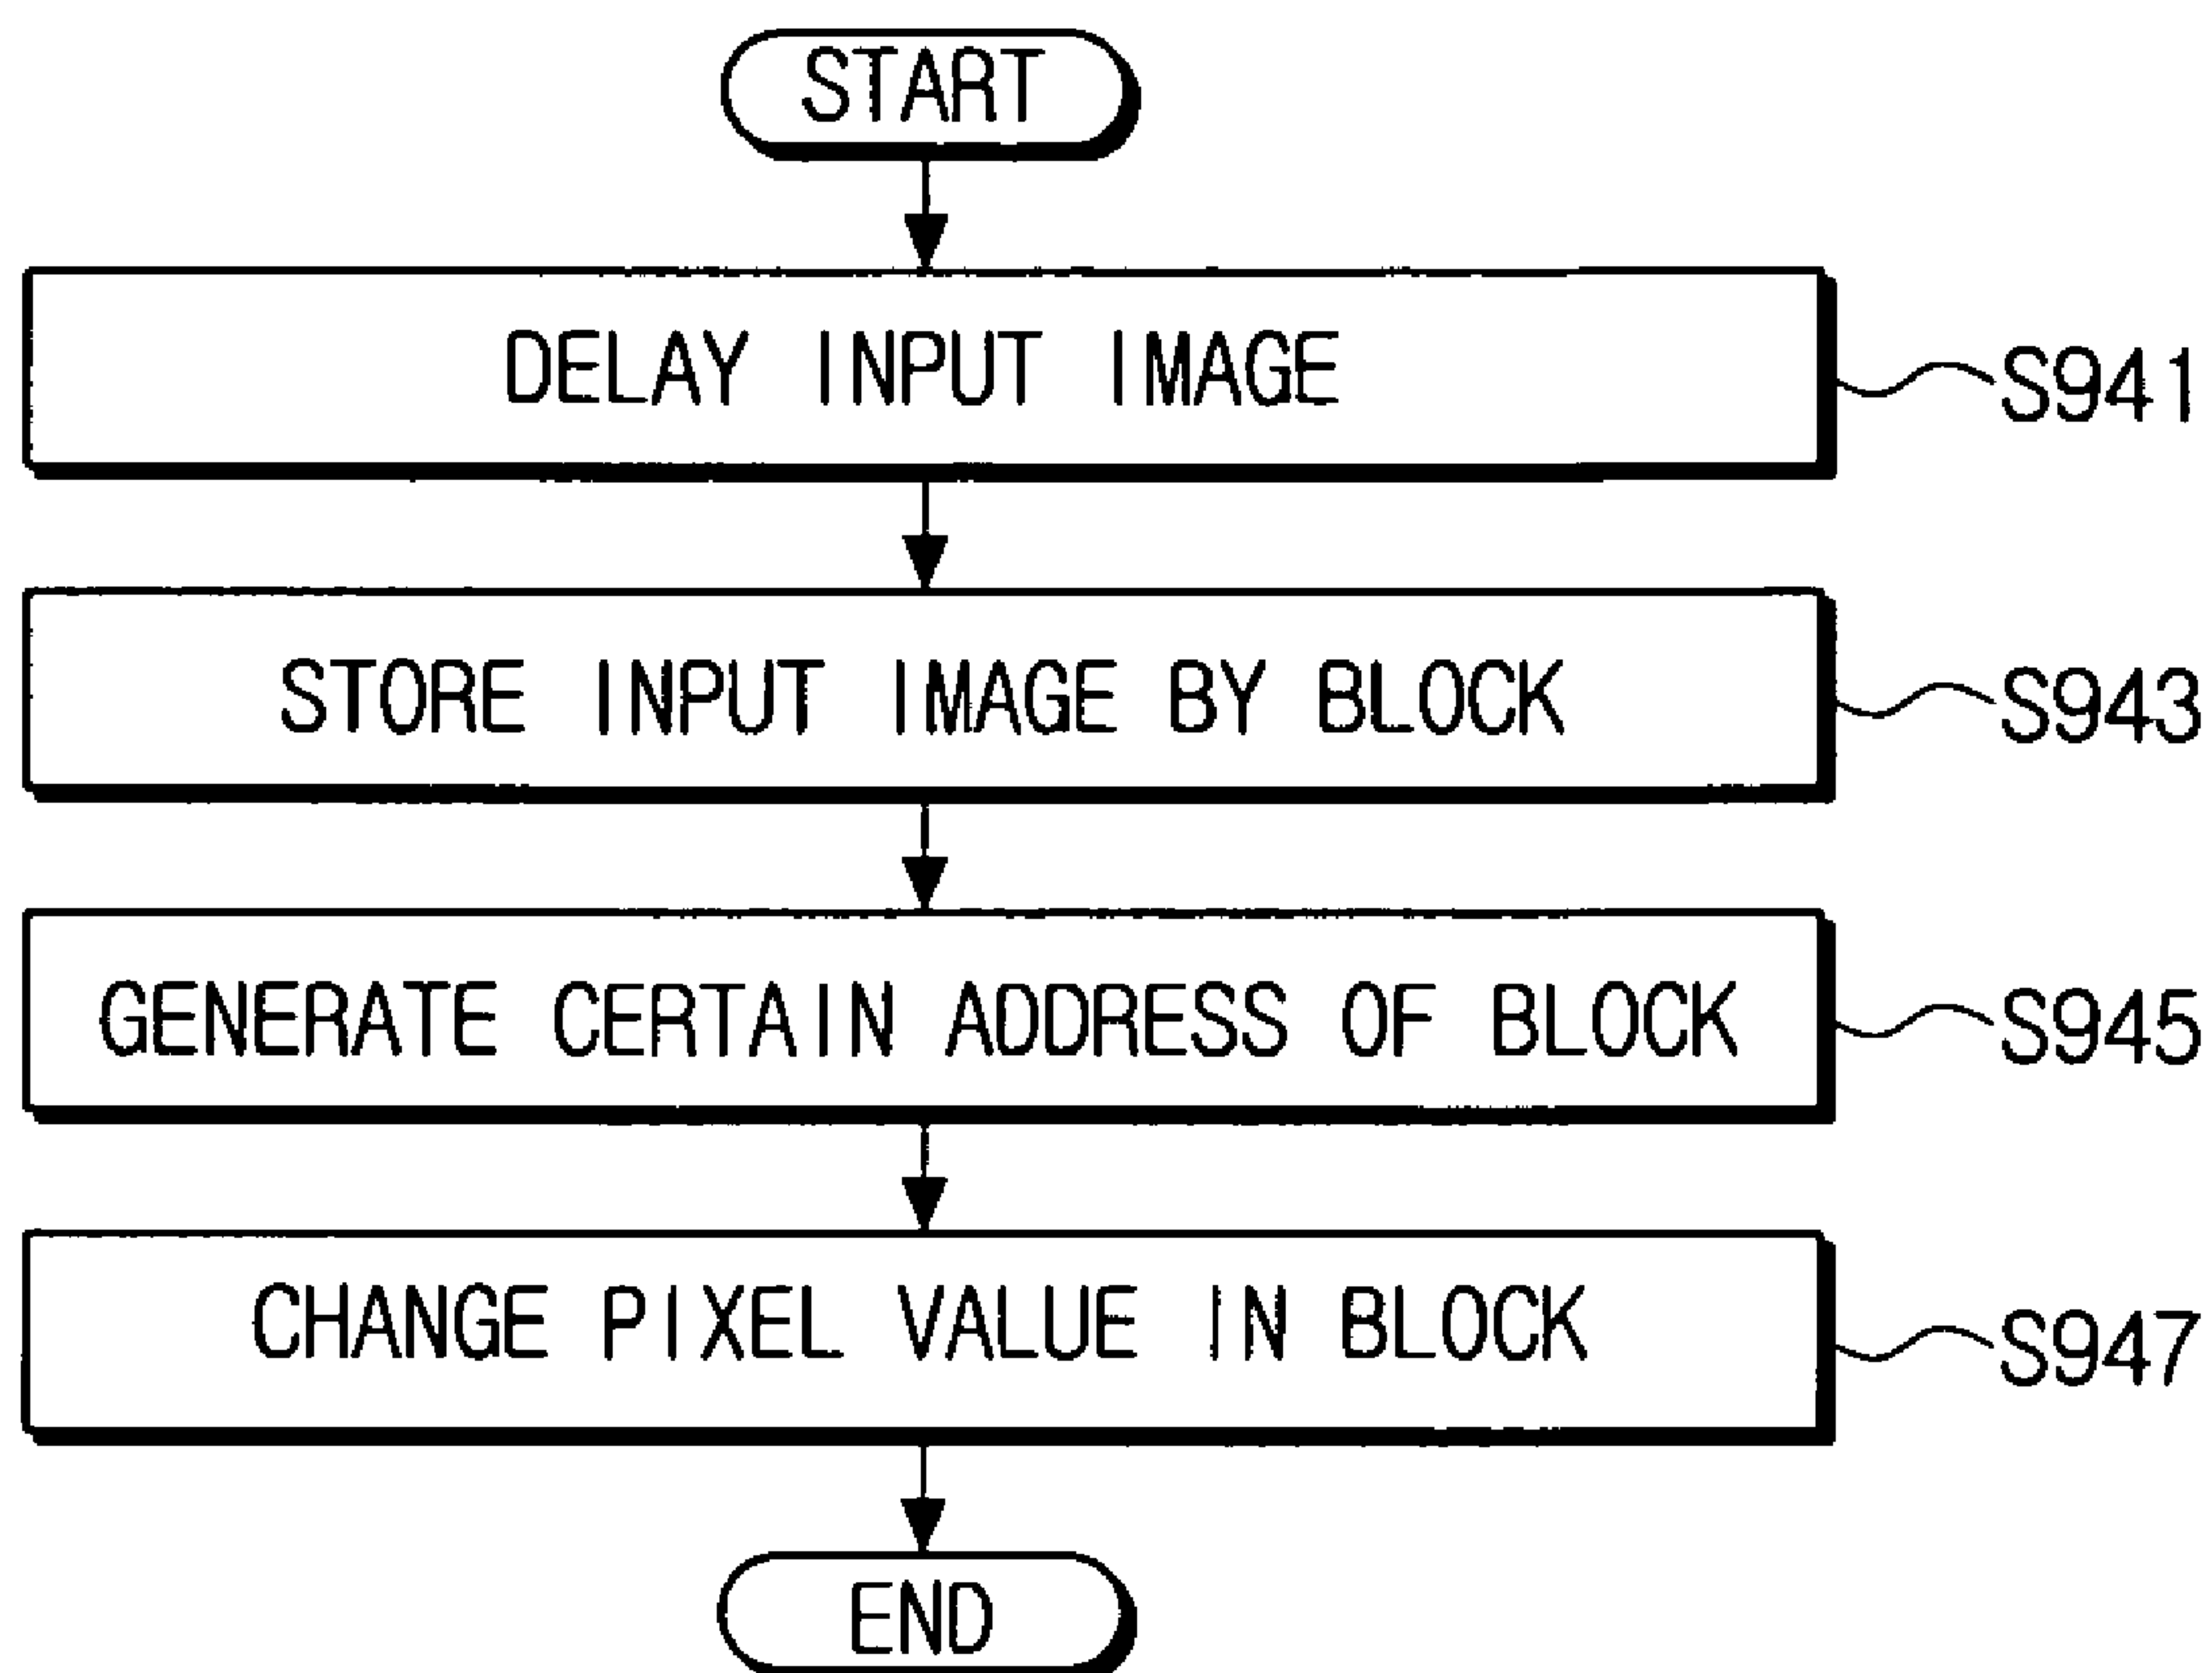 START
DELAY INPUT IMAGE
S941
STORE INPUT IMAGE BY BLOCK
S943
GENERATE CERTAIN ADDRESS OF BLOCK
S945
CHANGE PIXEL VALUE IN BLOCK
S947
END